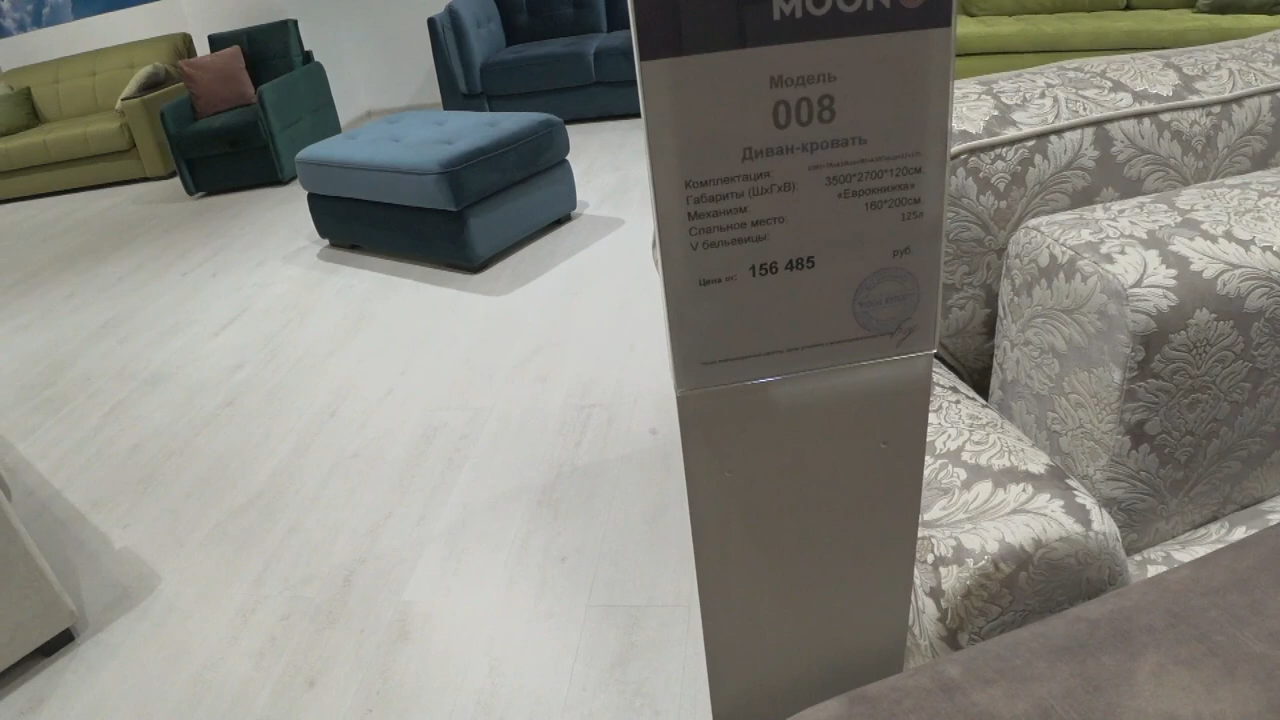 MOON
Модель
008
Диван-кровать
Комплектация:
Габариты (ШхГхВ): 3500*2700*120см.
Механизм: «Еврокнижка»
Спальное место: 160*200см.
V бельевицы: 125л
Цена от: 156 485 руб.